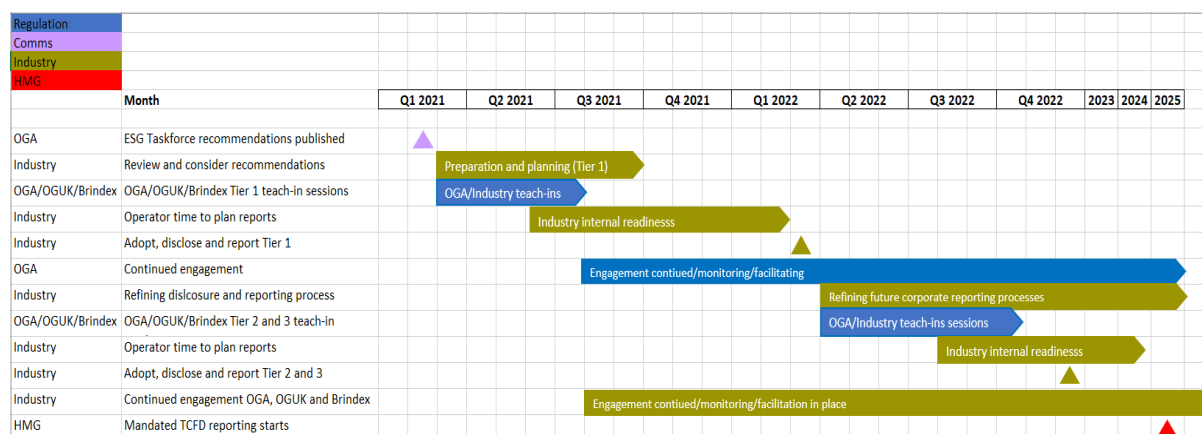 Regulation
Comms
Industry
HMG
Month Q1 2021 Q2 2021 Q3 2021 Q4 2021 Q1 2022 Q2 2022 Q3 2022 Q4 2022 2023 2024 2025
OGA ESG Taskforce recommendations published
Industry Review and consider recommendations Preparation and planning (Tier 1)
OGA/OGUK/Brindex OGA/OGUK/Brindex Tier 1 teach-in sessions OGA/Industry teach-ins
Industry Operator time to plan reports Industry internal readinesss
Industry Adopt, disclose and report Tier 1
OGA Continued engagement Engagement contiued/monitoring/facilitating
Industry Refining dislcosure and reporting process Refining future corporate reporting processes
OGA/OGUK/Brindex OGA/OGUK/Brindex Tier 2 and 3 teach-in OGA/Industry teach-ins sessions
Industry Operator time to plan reports Industry internal readinesss
Industry Adopt, disclose and report Tier 2 and 3
Industry Continued engagement OGA, OGUK and Brindex Engagement contiued/monitoring/facilitation in place
HMG Mandated TCFD reporting starts